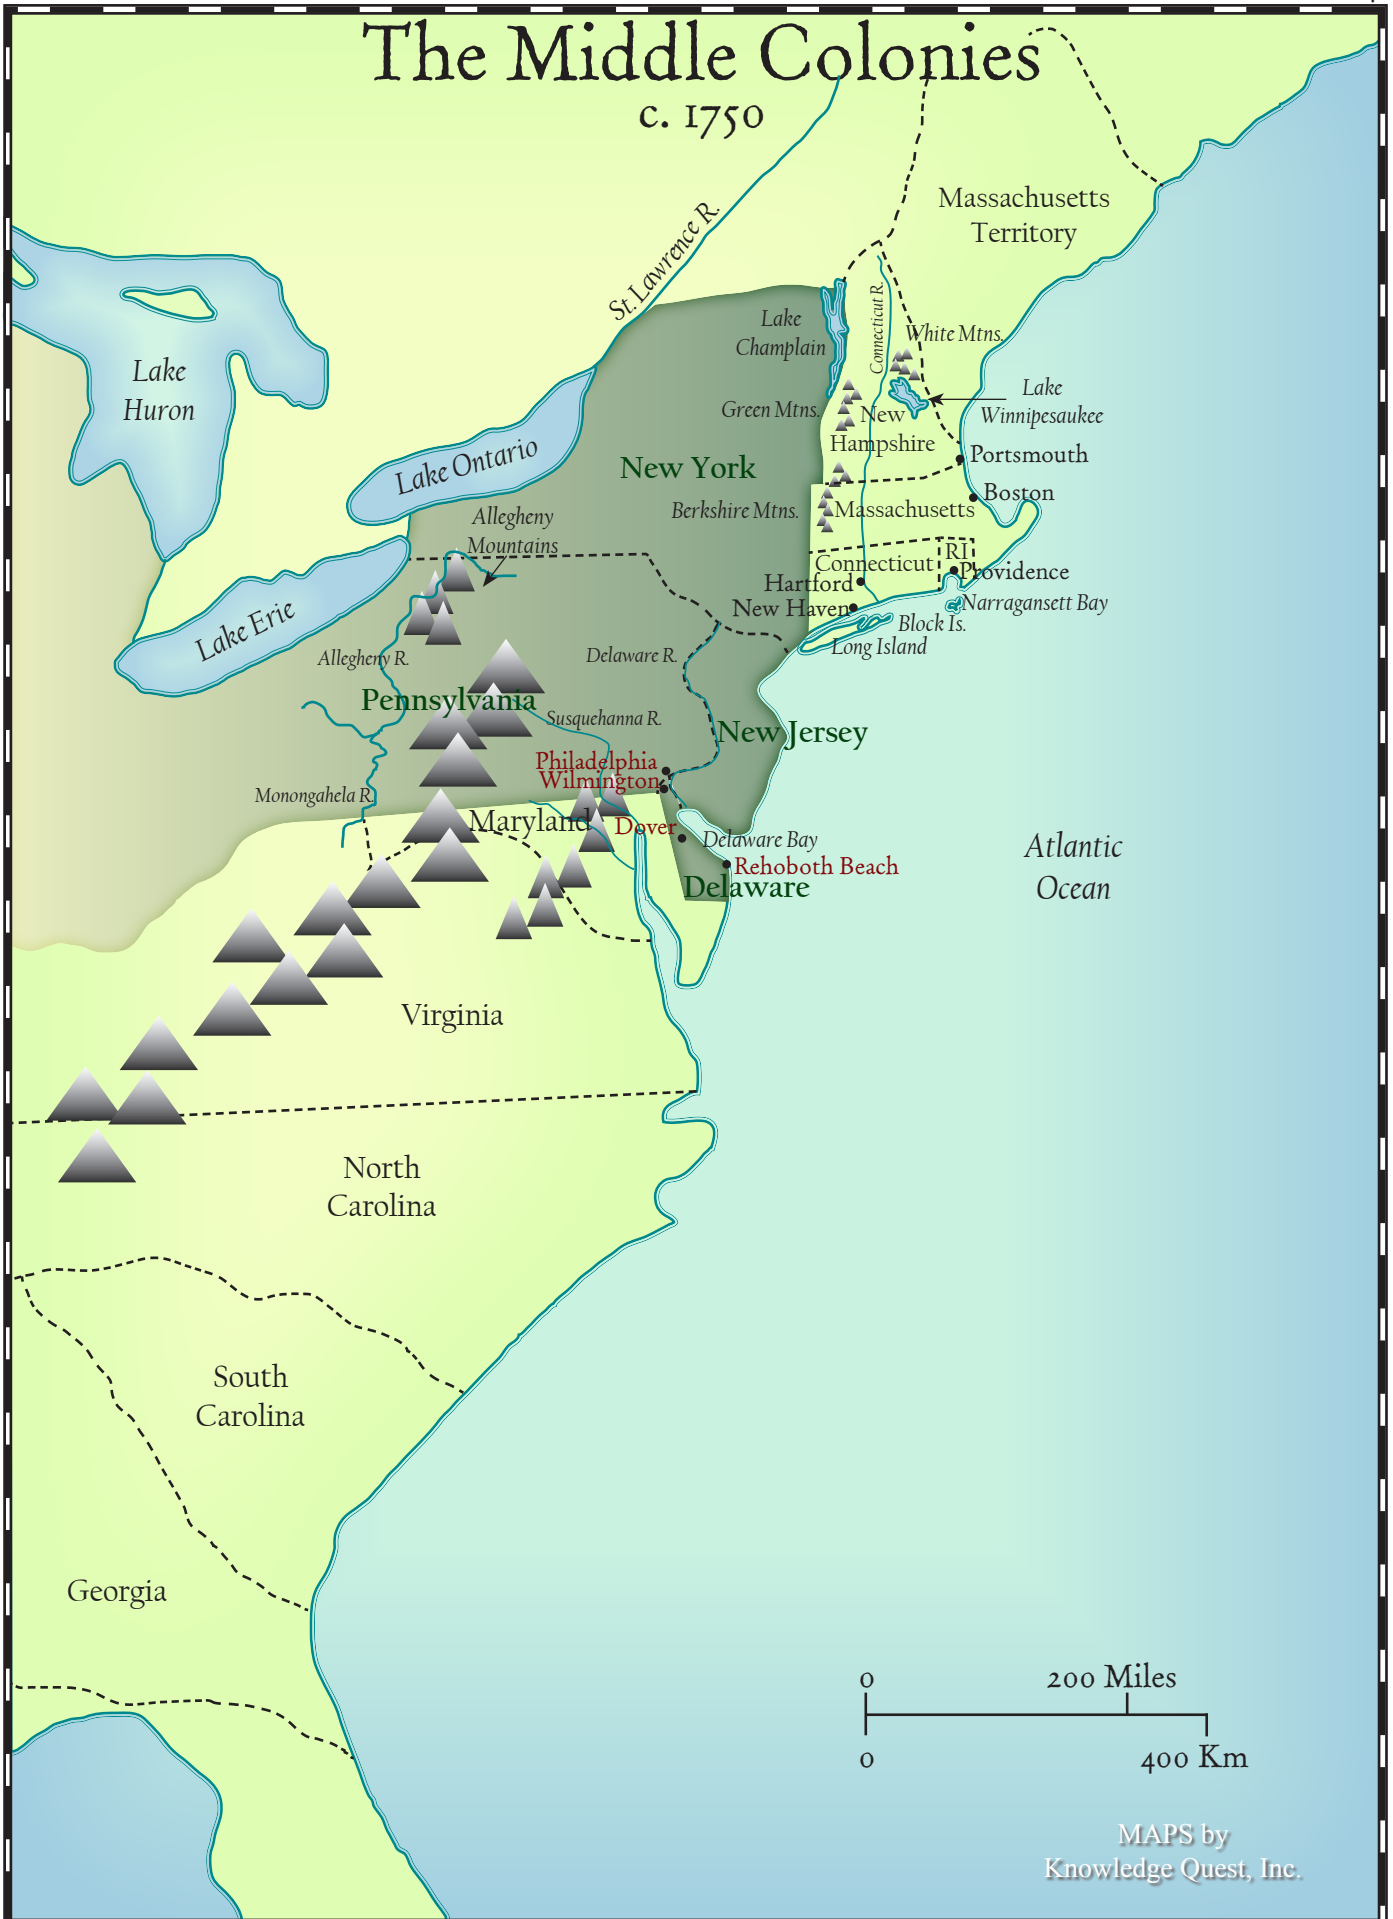 The Middle Colonies
c. 1750
Massachusetts
Territory
St. Lawrence R.
Lake
Champlain
Connecticut R.
White Mtns.
Lake
Huron
Lake
Winnipesaukee
Green Mtns.
New
Hampshire
Lake Ontario
New York
Portsmouth
Boston
Allegheny
Mountains
Berkshire Mtns.
Massachusetts
RI
Connecticut
Providence
Hartford
New Haven
Narragansett Bay
Block Is.
Long Island
Lake Erie
Allegheny R.
Delaware R.
Pennsylvania
Susquehanna R.
New Jersey
Philadelphia
Wilmington
Monongahela R.
Maryland
Dover
Delaware Bay
Rehoboth Beach
Delaware
Atlantic
Ocean
Virginia
North
Carolina
South
Carolina
Georgia
0
200 Miles
0
400 Km
MAPS by
Knowledge Quest, Inc.